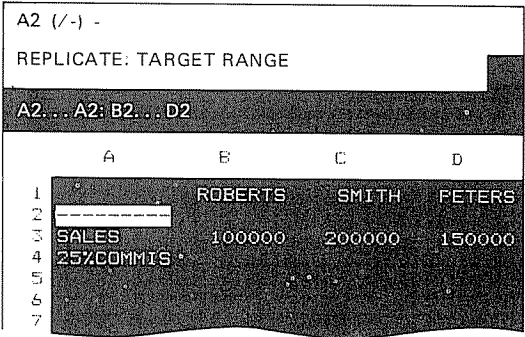 A2 (/-) -
REPLICATE: TARGET RANGE
A2. . . A2: B2. . . D2
A B C D
1 ROBERTS SMITH PETERS
2 ---------
3 SALES 100000 200000 150000
4 25%COMMIS
5
6
7